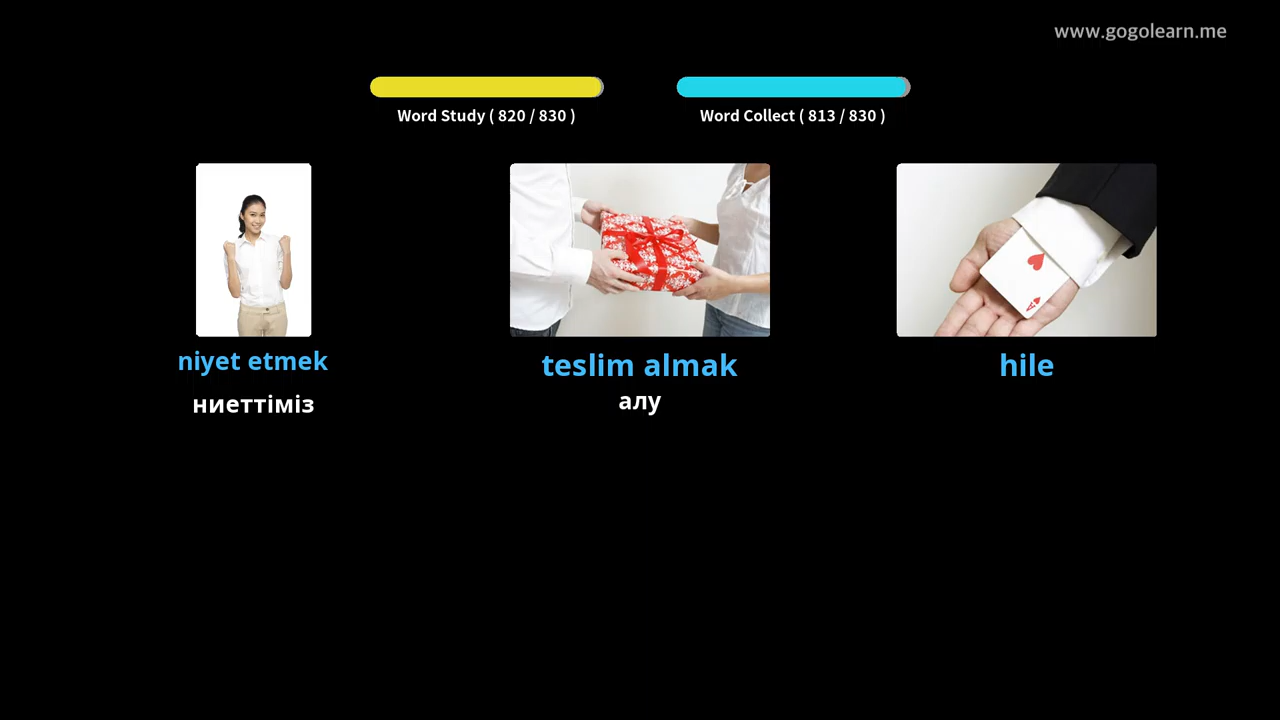 www.gogolearn.me
Word Study ( 820 / 830 )
Word Collect ( 813 / 830 )
niyet etmek
teslim almak
hile
ниеттіміз
алу